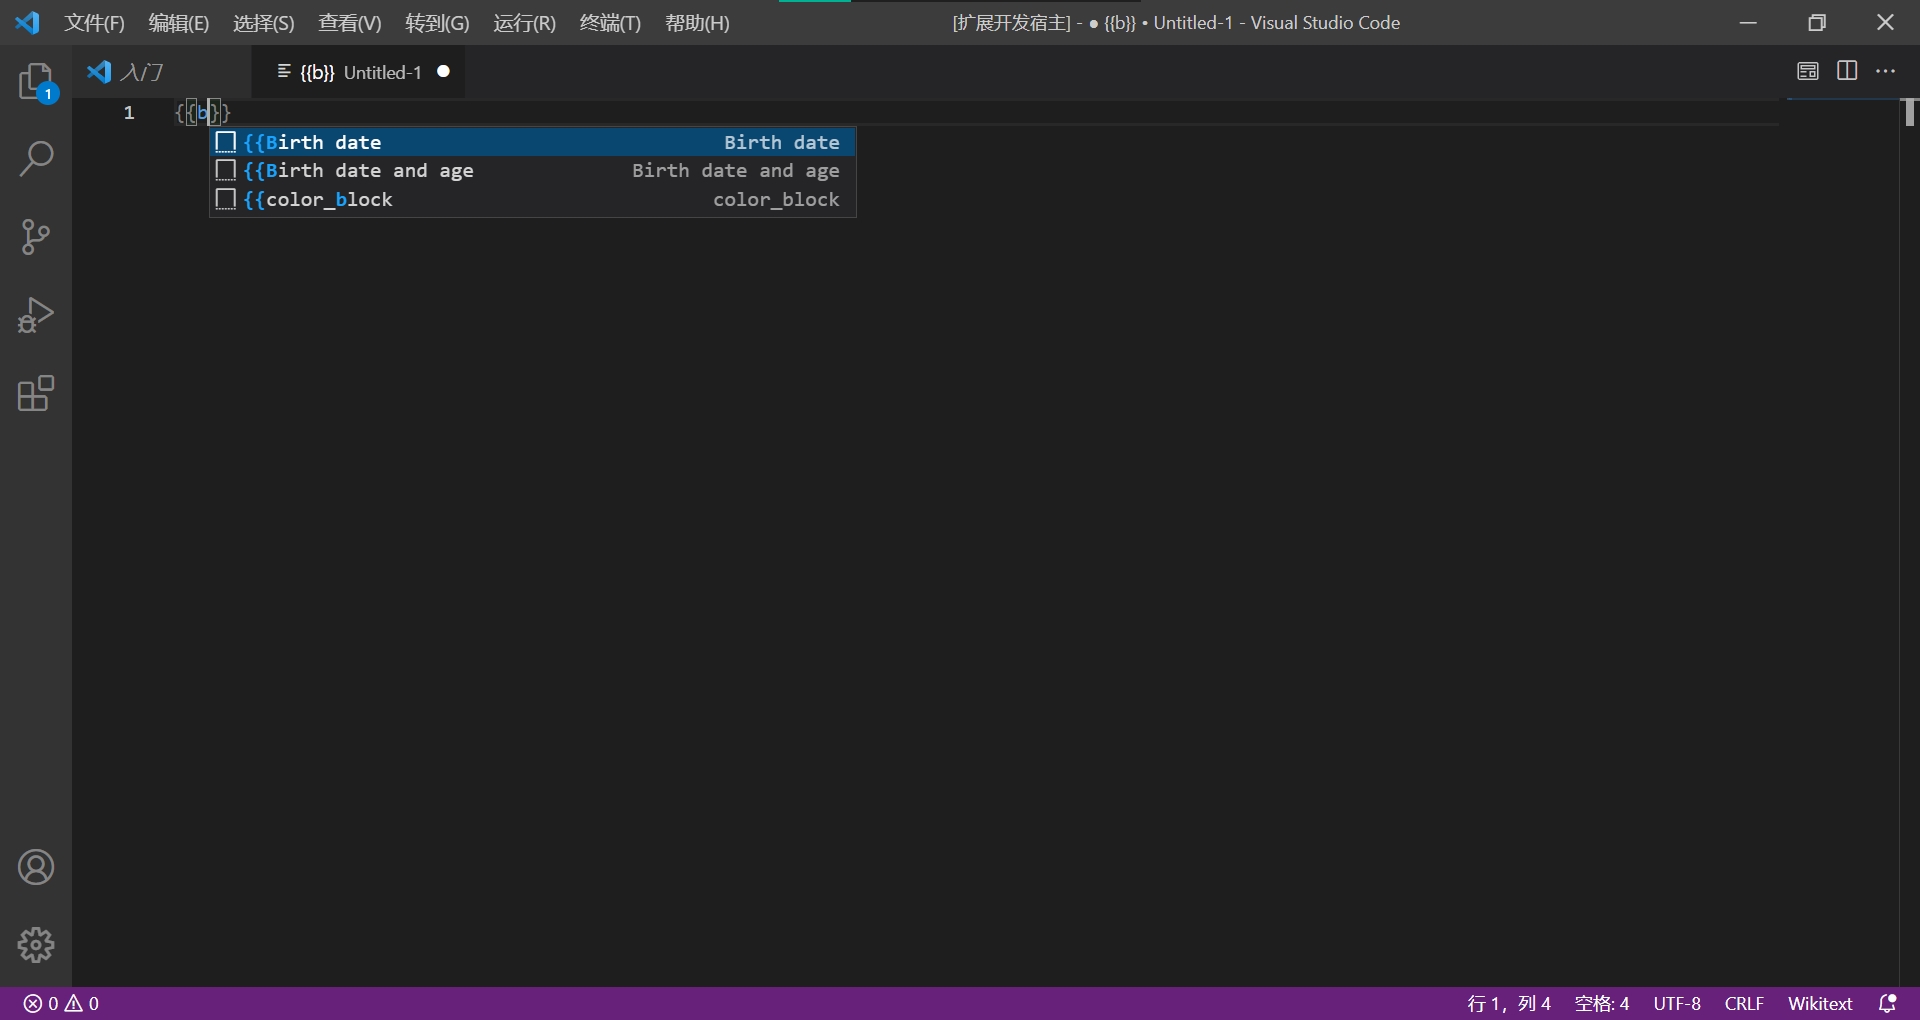 文件(F) 编辑(E) 选择(S) 查看(V) 转到(G) 运行(R) 终端(T) 帮助(H) [扩展开发宿主] - ● {{b}} • Untitled-1 - Visual Studio Code
入门 {{b}} Untitled-1 ●
1 {{b}}
{{Birth date Birth date
{{Birth date and age Birth date and age
{{color_block color_block
1
0 0 行 1，列 4 空格: 4 UTF-8 CRLF Wikitext